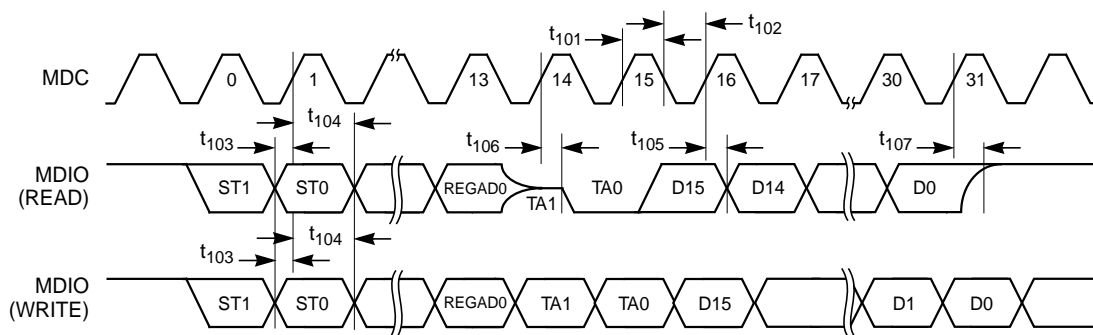 t101
t102
MDC 0 1 13 14 15 16 17 30 31
t103 t104 t106 t105 t107
MDIO
(READ) ST1 ST0 REGAD0 TA1 TA0 D15 D14 D0
t103 t104
MDIO
(WRITE) ST1 ST0 REGAD0 TA1 TA0 D15 D1 D0